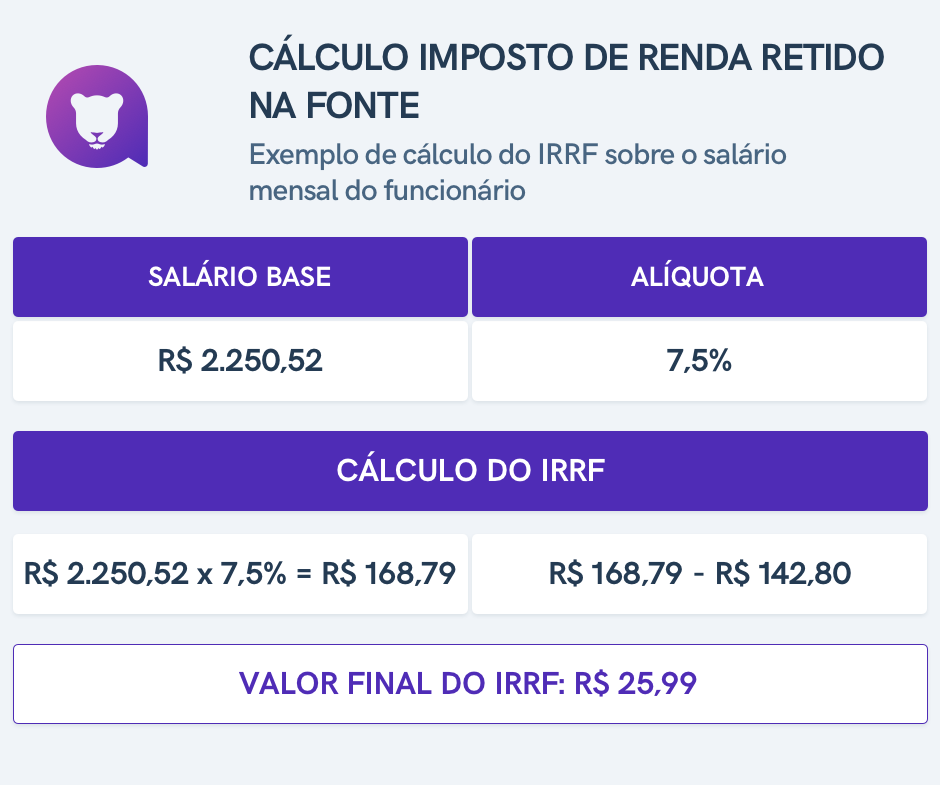 CÁLCULO IMPOSTO DE RENDA RETIDO
NA FONTE
Exemplo de cálculo do IRRF sobre o salário
mensal do funcionário
SALÁRIO BASE
ALÍQUOTA
R$ 2.250,52
7,5%
CÁLCULO DO IRRF
R$ 2.250,52 x 7,5% = R$ 168,79
R$ 168,79 - R$ 142,80
VALOR FINAL DO IRRF: R$ 25,99